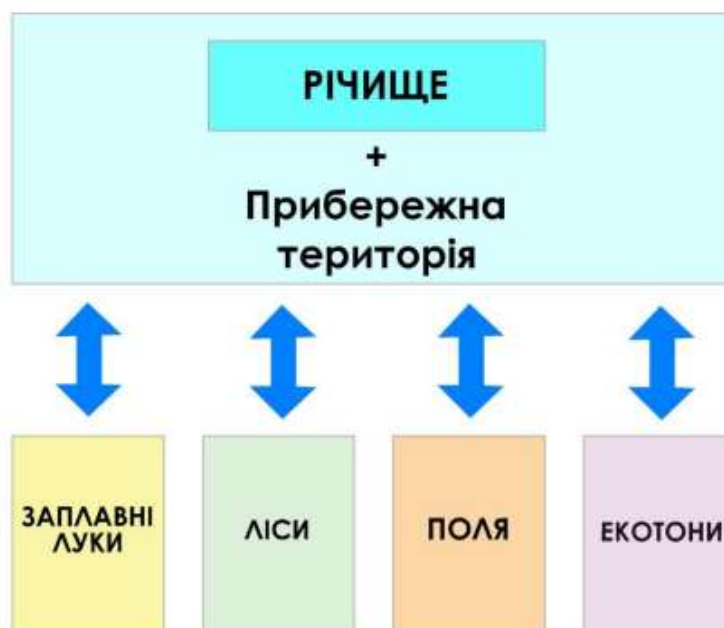 РІЧИЩЕ
+
Прибережна
територія
ЗАПЛАВНІ
ЛУКИ
ЛІСИ
ПОЛЯ
ЕКОТОНИ